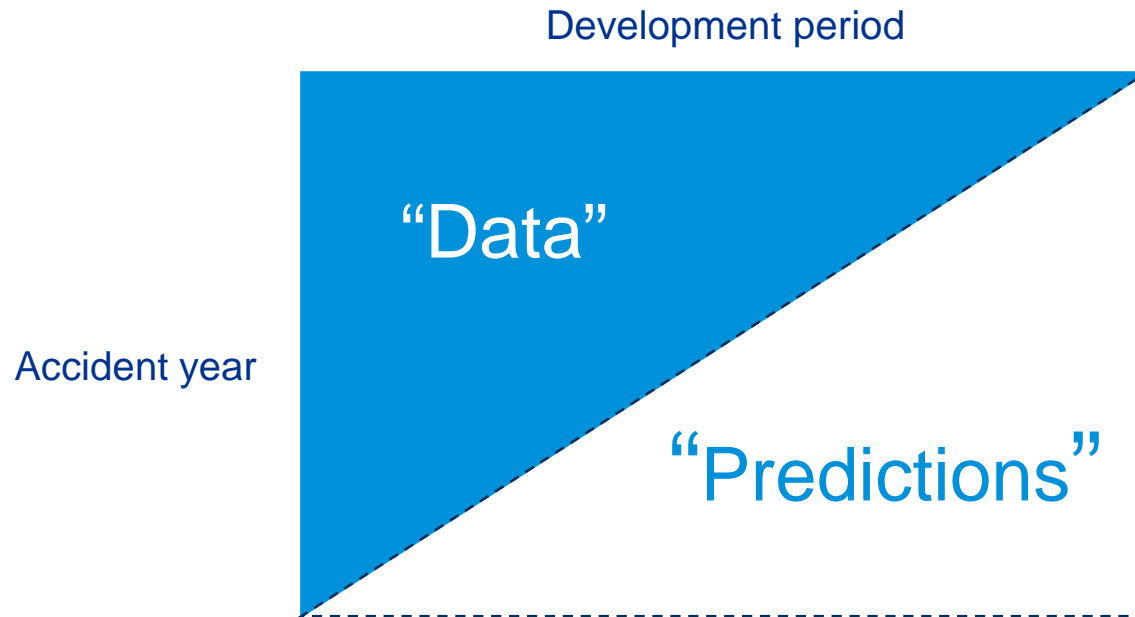 Development period
“Data”
Accident year
“Predictions”